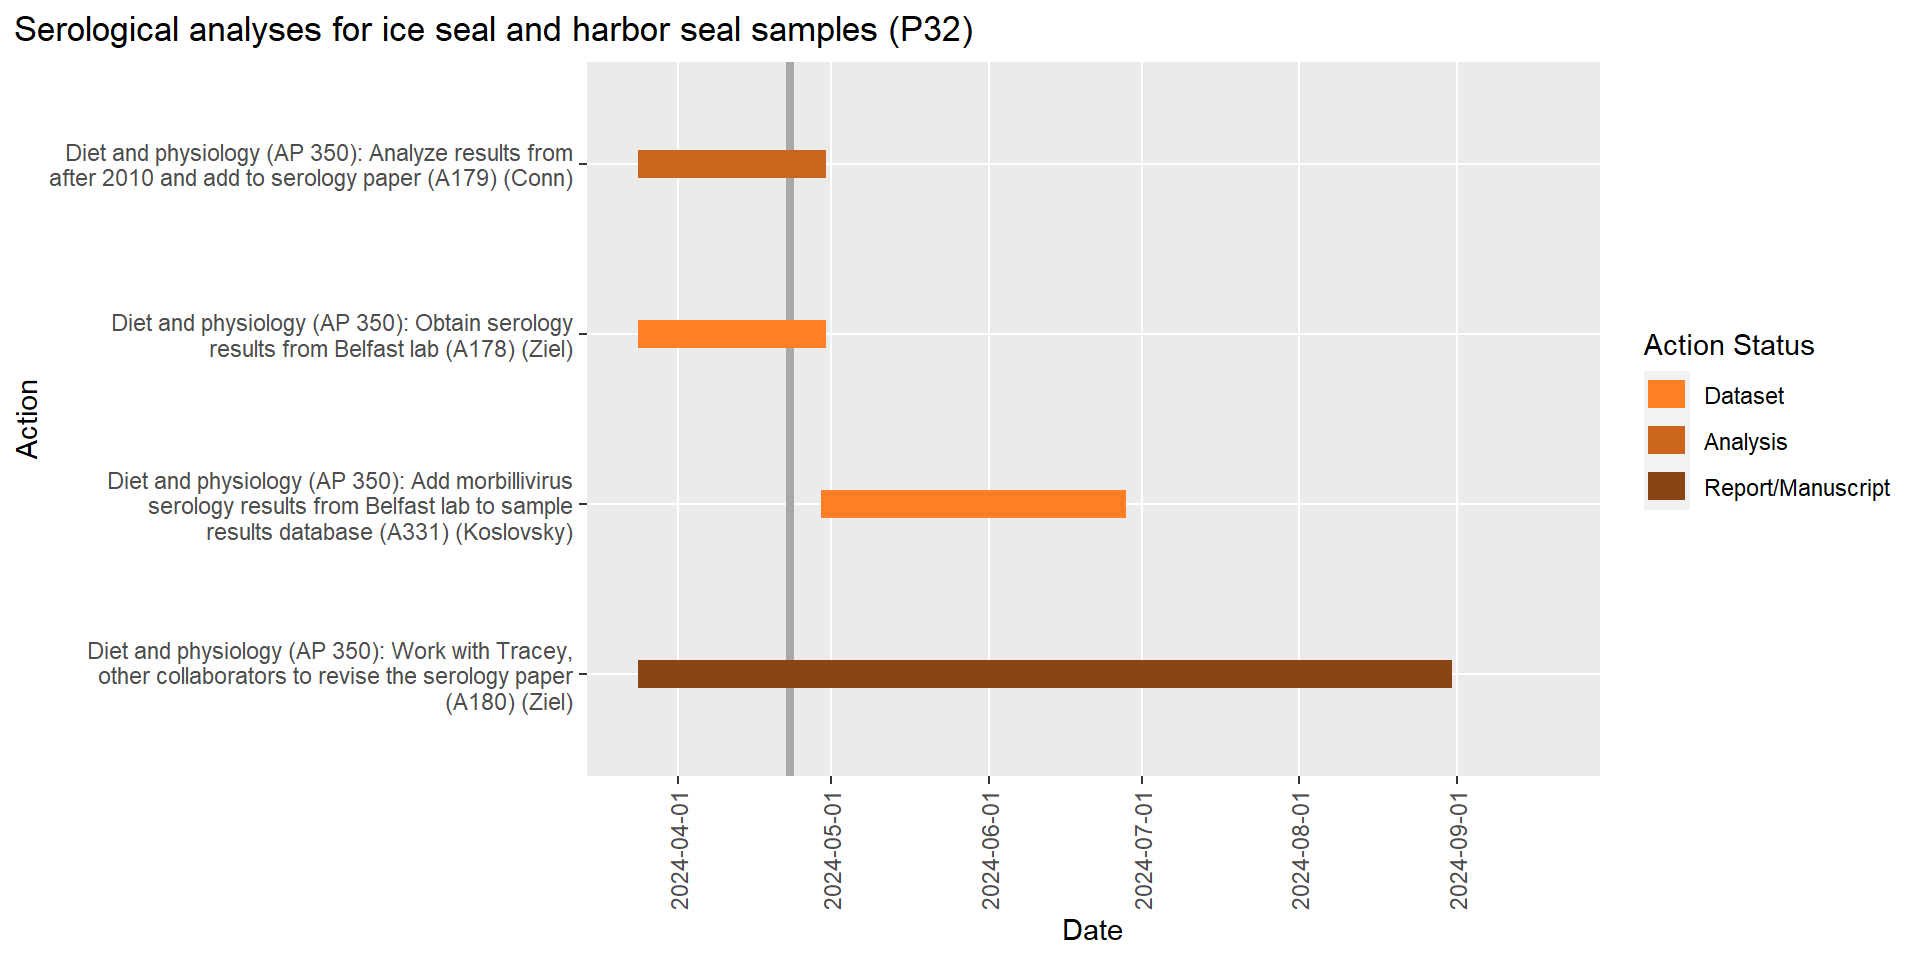 Serological analyses for ice seal and harbor seal samples (P32)
Diet and physiology (AP 350): Analyze results from
after 2010 and add to serology paper (A179) (Conn)
Diet and physiology (AP 350): Obtain serology
results from Belfast lab (A178) (Ziel)
Diet and physiology (AP 350): Add morbillivirus
serology results from Belfast lab to sample
results database (A331) (Koslovsky)
Diet and physiology (AP 350): Work with Tracey,
other collaborators to revise the serology paper
(A180) (Ziel)
Action
2024-04-01
2024-05-01
2024-06-01
2024-07-01
2024-08-01
2024-09-01
Date
Action Status
Dataset
Analysis
Report/Manuscript